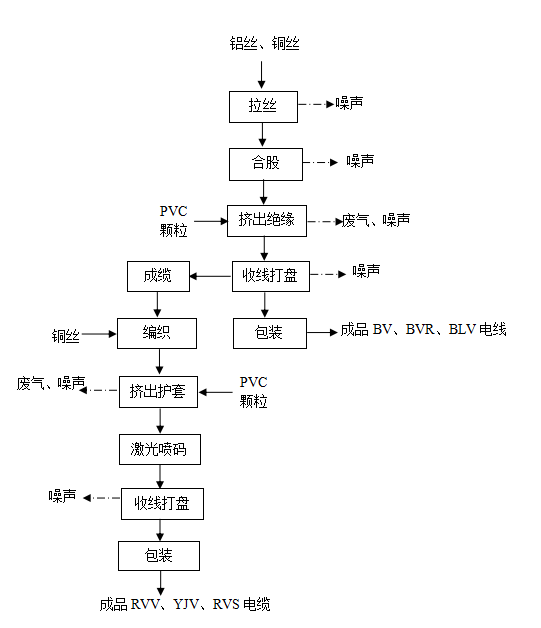 铝丝、铜丝
拉丝
噪声
合股
噪声
PVC
颗粒
挤出绝缘
废气、噪声
成缆
收线打盘
噪声
铜丝
编织
包装
成品 BV、BVR、BLV 电线
废气、噪声
挤出护套
PVC
颗粒
激光喷码
噪声
收线打盘
包装
成品 RVV、YJV、RVS 电缆